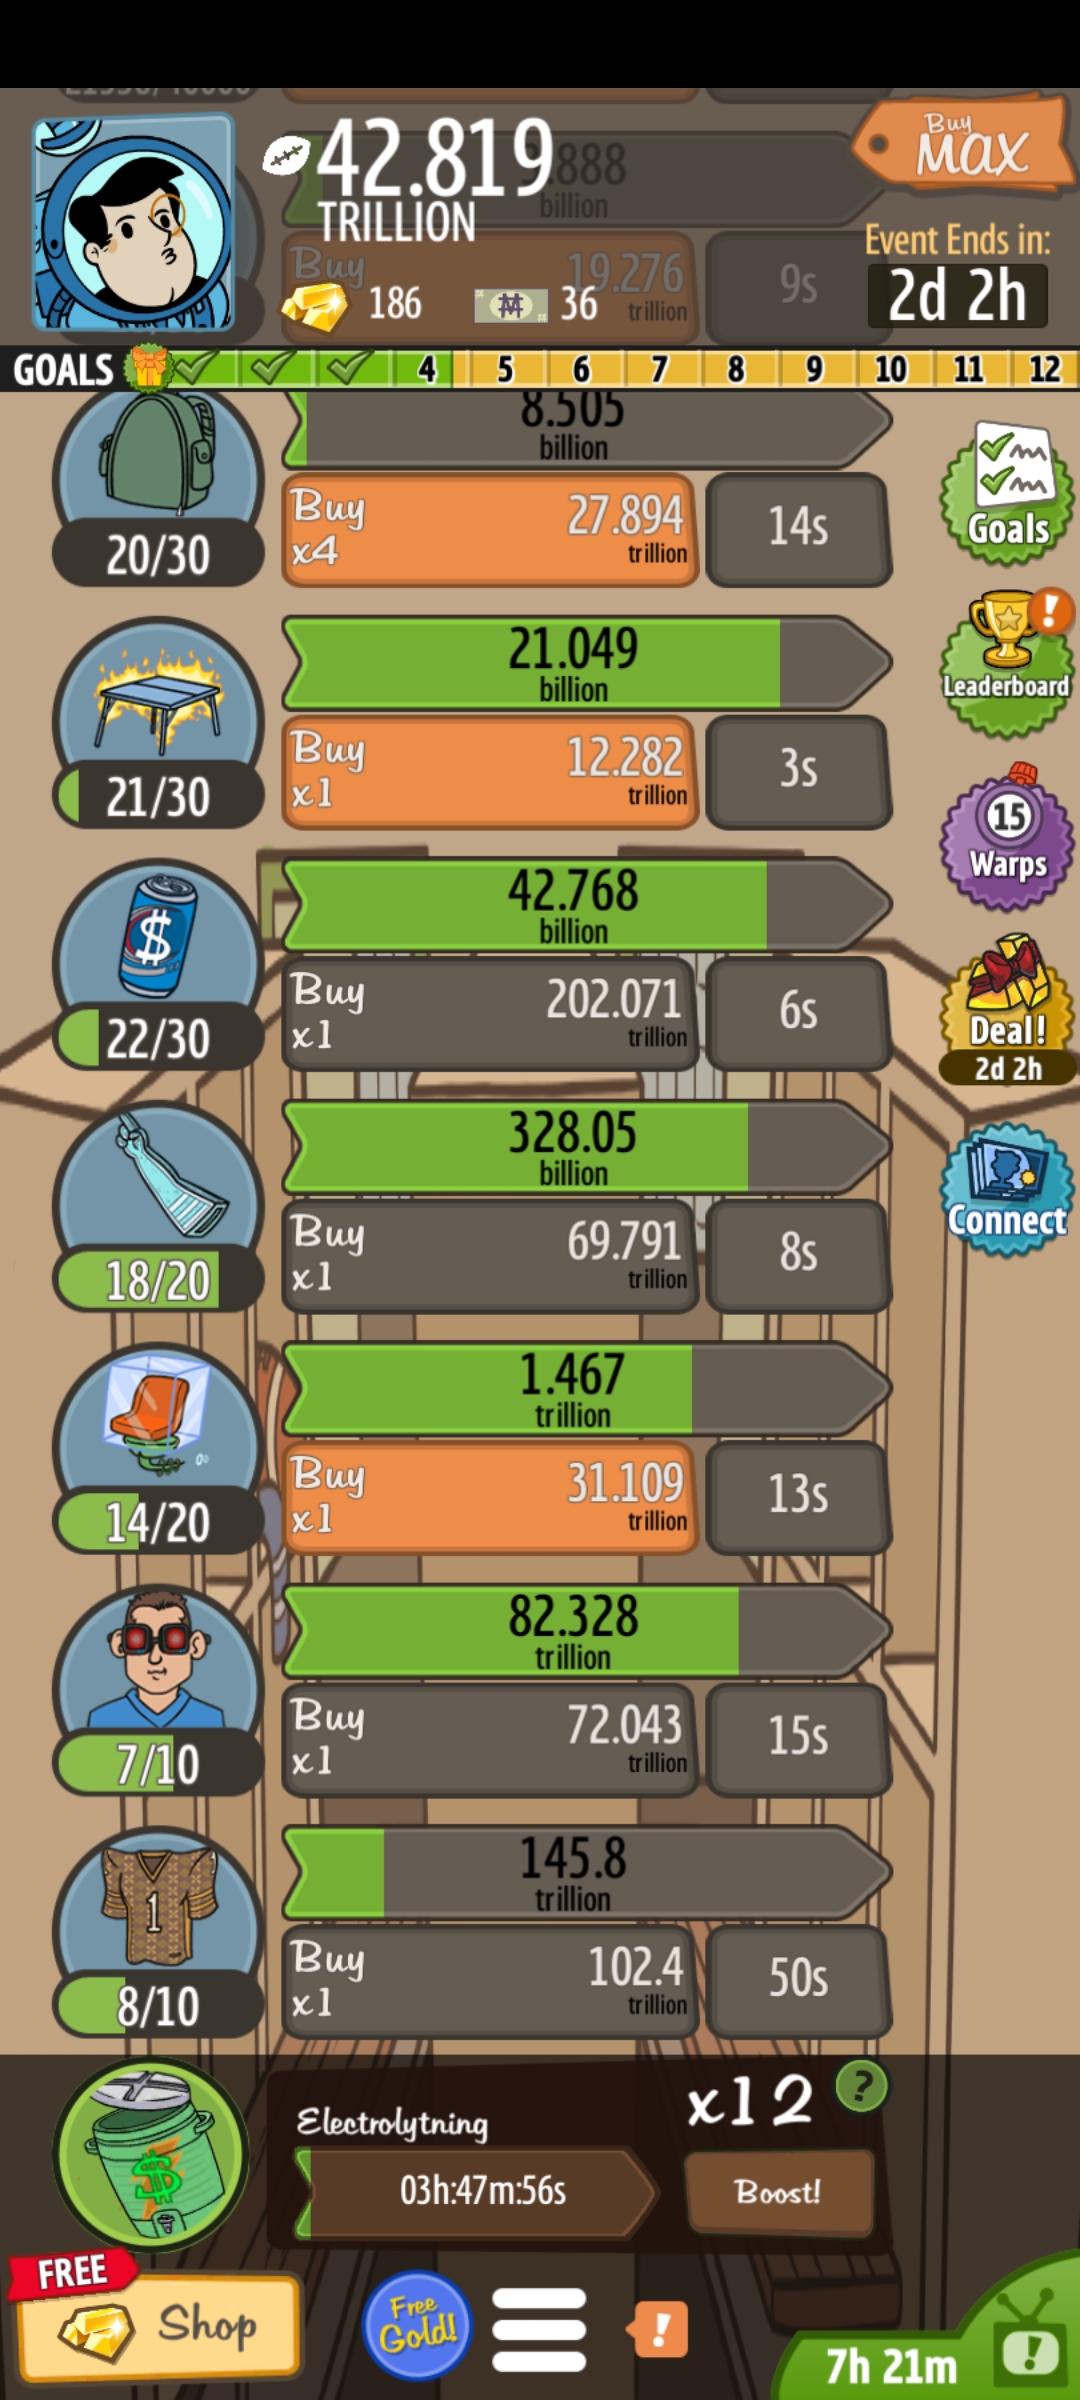 42.819
TRILLION
.888
billion
Buy
MAX
Event Ends in:
2d 2h
Buy
19.276
trillion
9s
186
36
GOALS
4
5
6
7
8
9
10
11
12
8.505
billion
20/30
Buy
x4
27.894
trillion
14s
Goals
21.049
billion
21/30
Buy
x1
12.282
trillion
3s
!
Leaderboard
42.768
billion
22/30
Buy
x1
202.071
trillion
6s
15
Warps
Deal!
2d 2h
328.05
billion
18/20
Buy
x1
69.791
trillion
8s
Connect
1.467
trillion
14/20
Buy
x1
31.109
trillion
13s
82.328
trillion
7/10
Buy
x1
72.043
trillion
15s
145.8
trillion
1
8/10
Buy
x1
102.4
trillion
50s
Electrolytning
x12
?
$
03h:47m:56s
Boost!
FREE
Shop
Free
Gold!
!
7h 21m
!